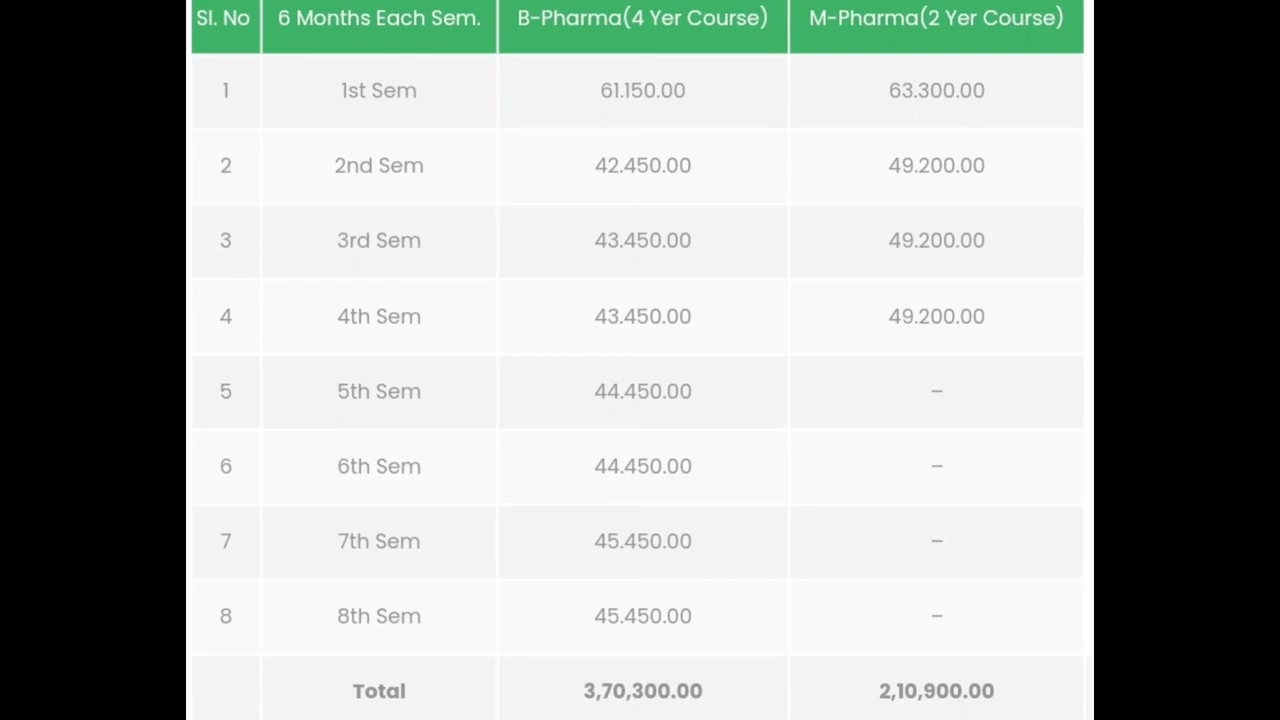 Sl. No 6 Months Each Sem. B-Pharma(4 Yer Course) M-Pharma(2 Yer Course)
1 1st Sem 61.150.00 63.300.00
2 2nd Sem 42.450.00 49.200.00
3 3rd Sem 43.450.00 49.200.00
4 4th Sem 43.450.00 49.200.00
5 5th Sem 44.450.00 –
6 6th Sem 44.450.00 –
7 7th Sem 45.450.00 –
8 8th Sem 45.450.00 –
Total 3,70,300.00 2,10,900.00